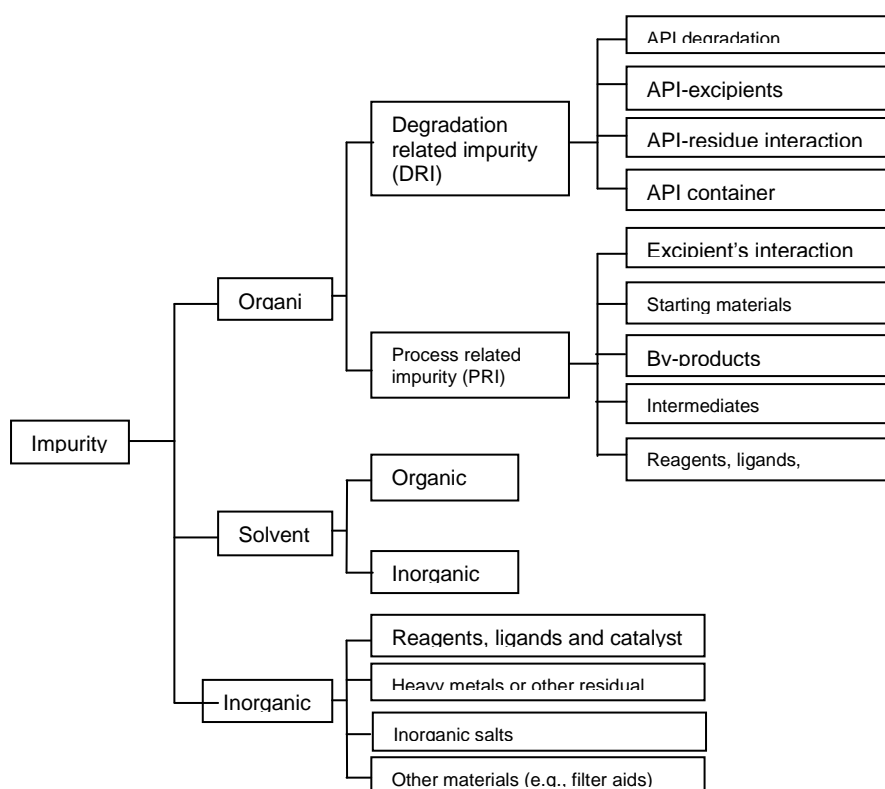 API degradation
API-excipients
Degradation
related impurity
(DRI)
API-residue interaction
API container
Excipient's interaction
Organi
Starting materials
Process related
impurity (PRI)
By-products
Intermediates
Impurity
Reagents, ligands,
Organic
Solvent
Inorganic
Reagents, ligands and catalyst
Heavy metals or other residual
Inorganic
Inorganic salts
Other materials (e.g., filter aids)